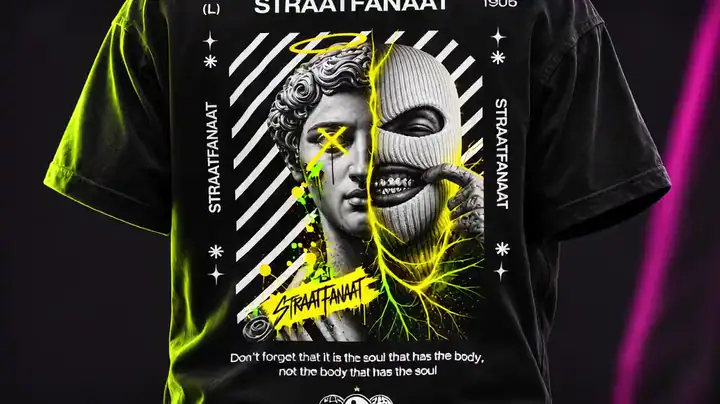 (L)
STRAATFANAAT
1906
STRAATFANAAT
STRAATFANAAT
STRAATFANAAT
Don't forget that it is the soul that has the body,
not the body that has the soul